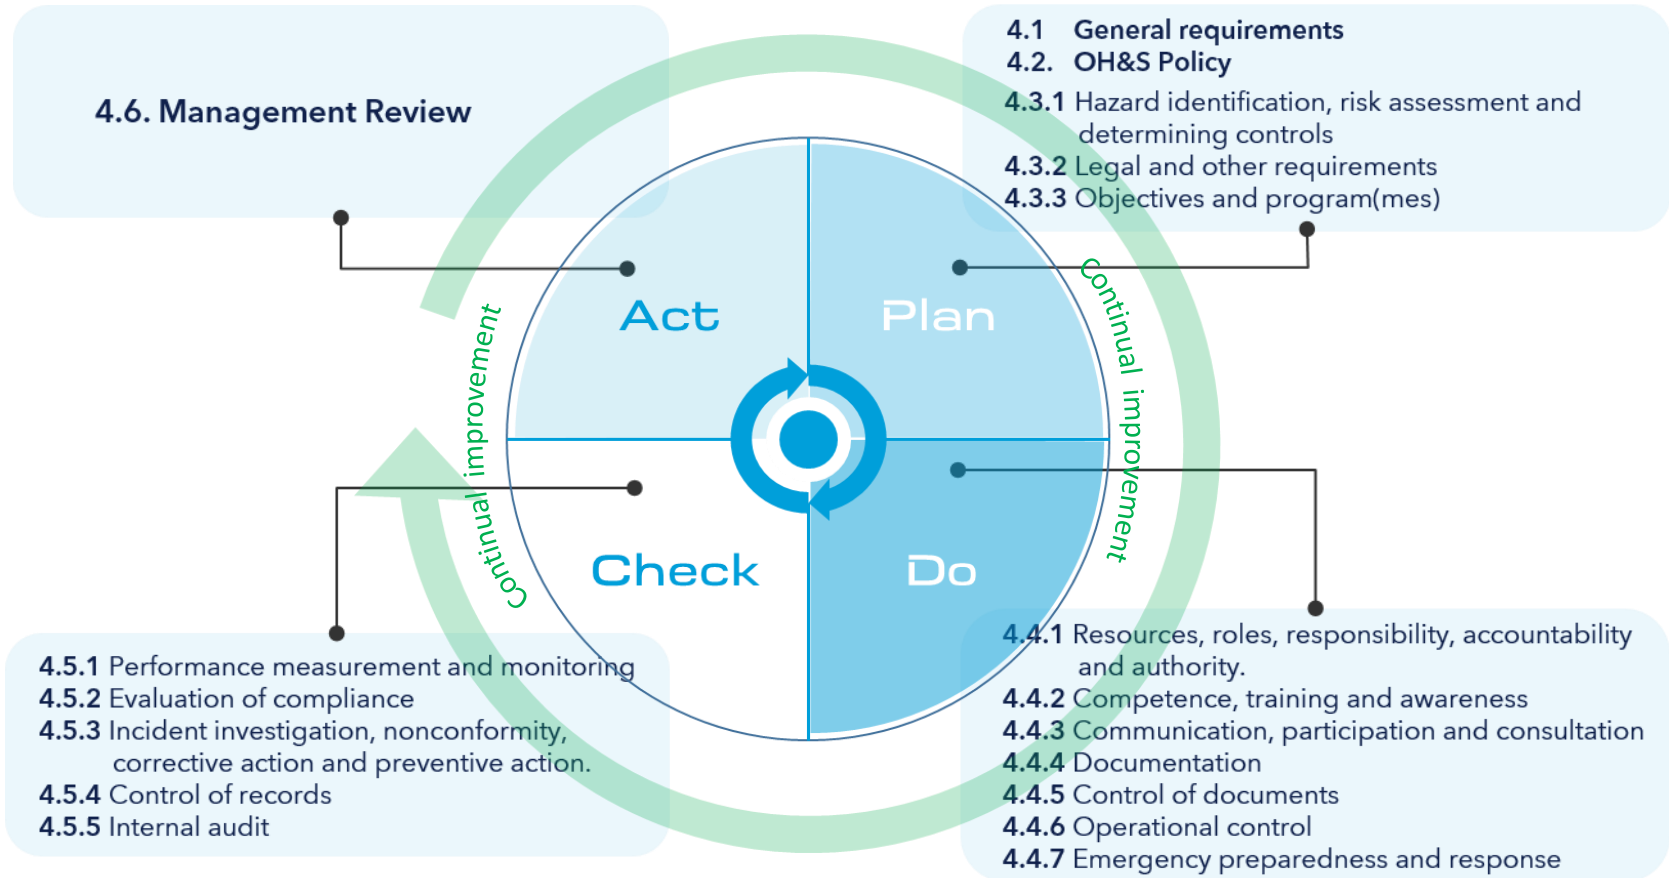 4.6. Management Review
4.1 General requirements
4.2. OH&S Policy
4.3.1 Hazard identification, risk assessment and
determining controls
4.3.2 Legal and other requirements
4.3.3 Objectives and program(mes)
Act
Plan
Continual improvement
Continual improvement
Check
Do
4.5.1 Performance measurement and monitoring
4.5.2 Evaluation of compliance
4.5.3 Incident investigation, nonconformity,
corrective action and preventive action.
4.5.4 Control of records
4.5.5 Internal audit
4.4.1 Resources, roles, responsibility, accountability
and authority.
4.4.2 Competence, training and awareness
4.4.3 Communication, participation and consultation
4.4.4 Documentation
4.4.5 Control of documents
4.4.6 Operational control
4.4.7 Emergency preparedness and response